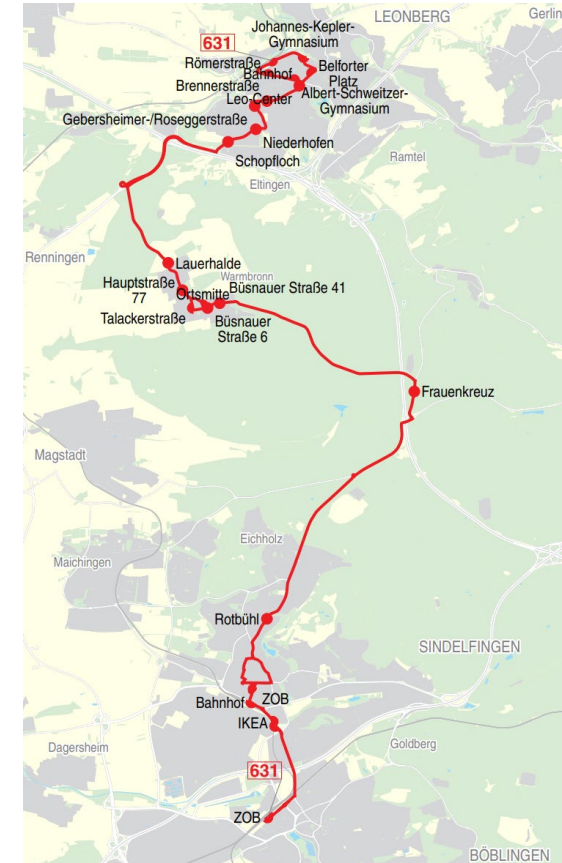 Johannes-Kepler-
Gymnasium
LEONBERG
Gerlin
631
Römerstraße
Bahnhof
Belforter
Platz
Brennerstraße
Albert-Schweitzer-
Gymnasium
Leo-Center
Gebersheimer-/Roseggerstraße
Niederhofen
Schopfloch
Ramtel
Eltingen
Renningen
Lauerhalde
Warmbronn
Hauptstraße
77
Ortsmitte
Büsnauer Straße 41
Talackerstraße
Büsnauer
Straße 6
Frauenkreuz
Magstadt
Eichholz
Maichingen
Rotbühl
SINDELFINGEN
Bahnhof
ZOB
IKEA
Dagersheim
Goldberg
631
ZOB
BÖBLINGEN